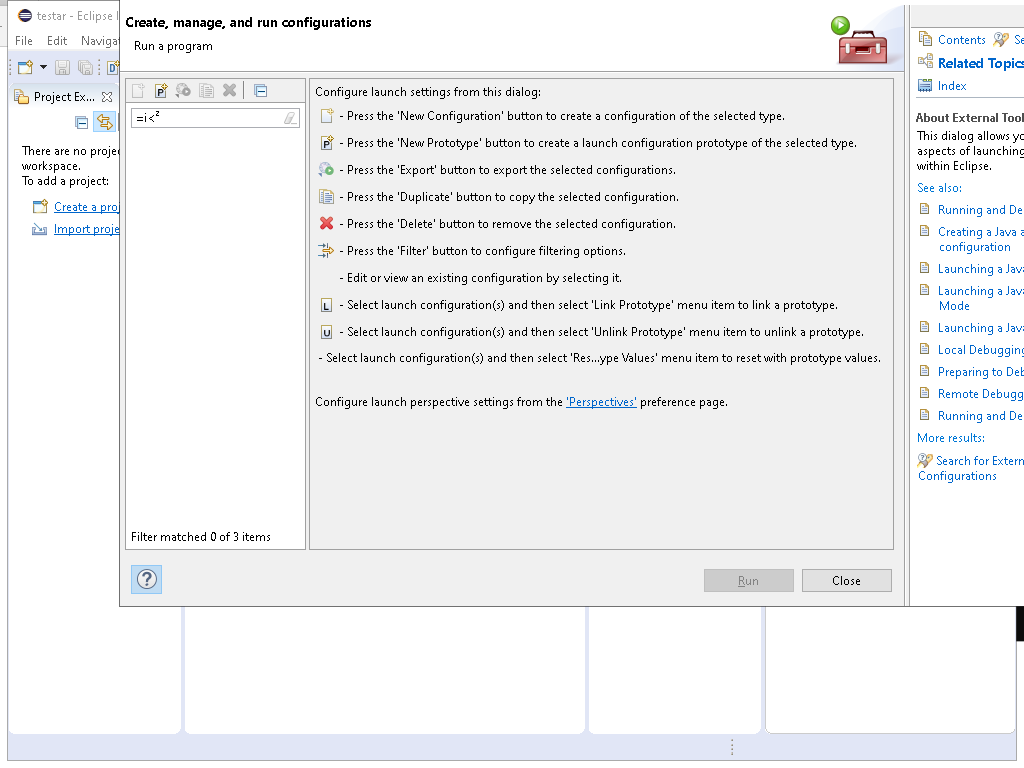 testar - Eclipse
File Edit Navigat
Project Ex...
There are no proje
workspace.
To add a project:
Create a proj
Import proje
Create, manage, and run configurations
Run a program
=i<²
Filter matched 0 of 3 items
Configure launch settings from this dialog:
- Press the 'New Configuration' button to create a configuration of the selected type.
- Press the 'New Prototype' button to create a launch configuration prototype of the selected type.
- Press the 'Export' button to export the selected configurations.
- Press the 'Duplicate' button to copy the selected configuration.
- Press the 'Delete' button to remove the selected configuration.
- Press the 'Filter' button to configure filtering options.
- Edit or view an existing configuration by selecting it.
- Select launch configuration(s) and then select 'Link Prototype' menu item to link a prototype.
- Select launch configuration(s) and then select 'Unlink Prototype' menu item to unlink a prototype.
- Select launch configuration(s) and then select 'Res...ype Values' menu item to reset with prototype values.
Configure launch perspective settings from the 'Perspectives' preference page.
Run Close
Contents Se
Related Topics
Index
About External Tool
This dialog allows yo
aspects of launching
within Eclipse.
See also:
Running and De
Creating a Java a
configuration
Launching a Java
Launching a Java
Mode
Launching a Java
Local Debugging
Preparing to Deb
Remote Debugg
Running and De
More results:
Search for Extern
Configurations